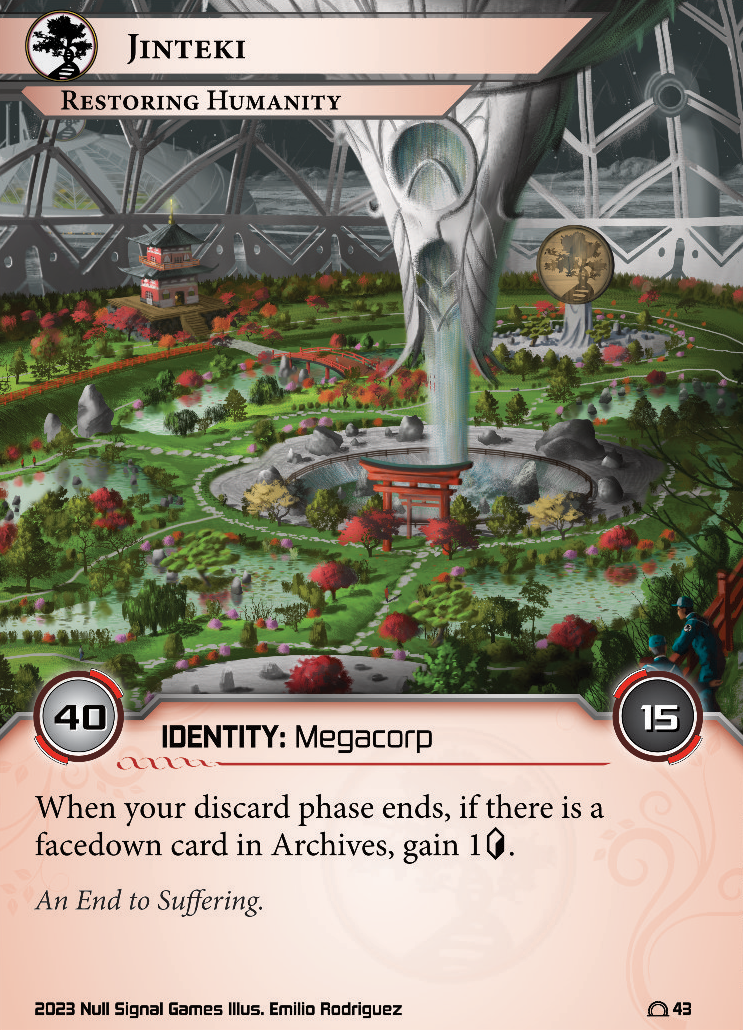 Jinteki
Restoring Humanity
40
IDENTITY: Megacorp
15
When your discard phase ends, if there is a
facedown card in Archives, gain 1.
An End to Suffering.
2023 Null Signal Games Illus. Emilio Rodriguez
43